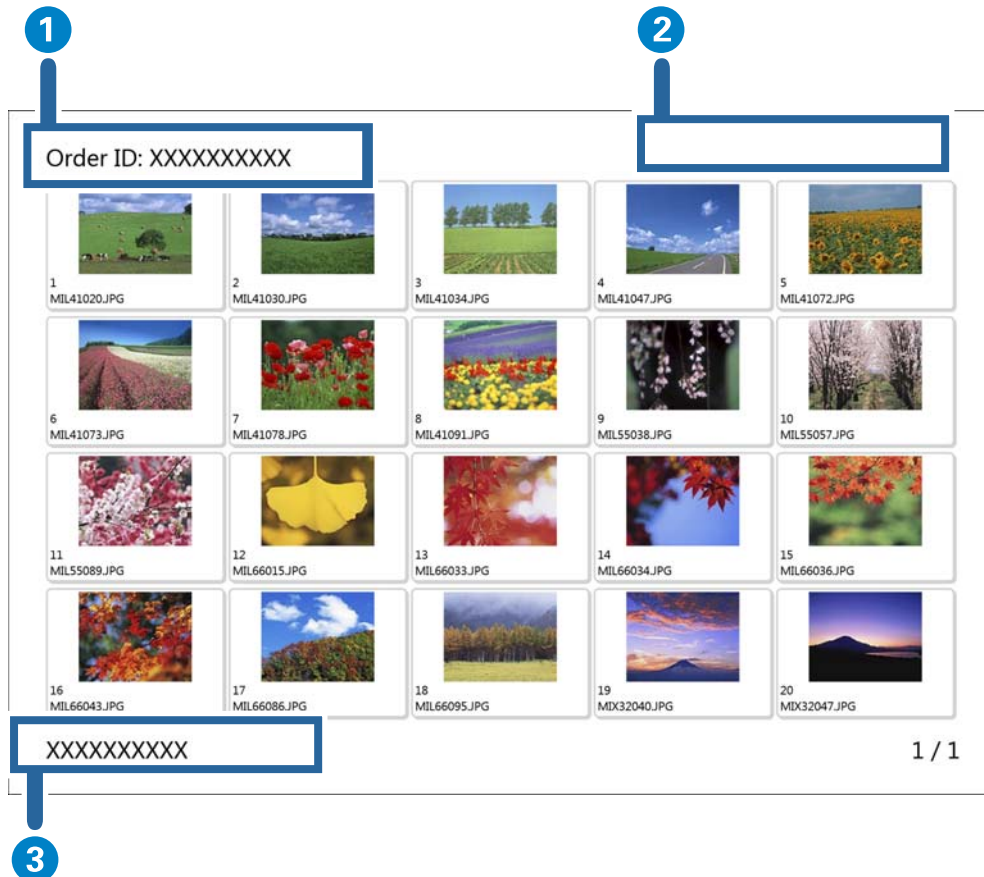 1
2
Order ID: XXXXXXXXXX
1
MIL41020.JPG
2
MIL41030.JPG
3
MIL41034.JPG
4
MIL41047.JPG
5
MIL41072.JPG
6
MIL41073.JPG
7
MIL41078.JPG
8
MIL41091.JPG
9
MIL55038.JPG
10
MIL55057.JPG
11
MIL55089.JPG
12
MIL66015.JPG
13
MIL66033.JPG
14
MIL66034.JPG
15
MIL66036.JPG
16
MIL66043.JPG
17
MIL66086.JPG
18
MIL66095.JPG
19
MIX32040.JPG
20
MIX32047.JPG
XXXXXXXXXX
1 / 1
3